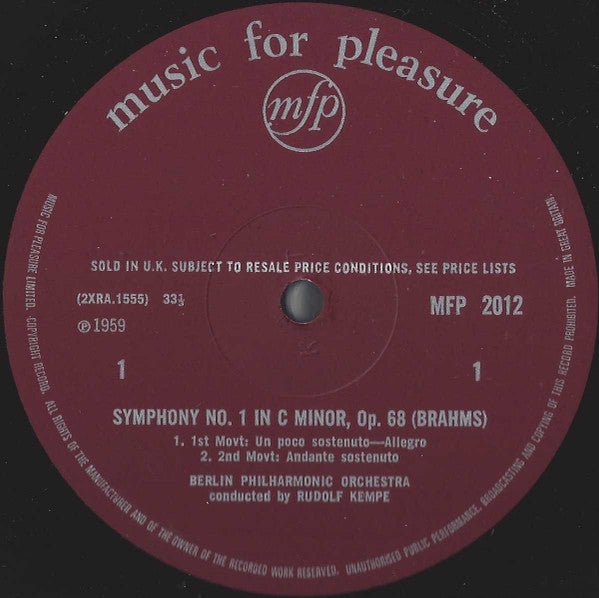 music for pleasure
mfp
SOLD IN U.K. SUBJECT TO RESALE PRICE CONDITIONS, SEE PRICE LISTS
(2XRA.1555) 33⅓
MFP 2012
℗ 1959
1
1
SYMPHONY NO. 1 IN C MINOR, Op. 68 (BRAHMS)
1. 1st Movt: Un poco sostenuto—Allegro
2. 2nd Movt: Andante sostenuto
BERLIN PHILHARMONIC ORCHESTRA
conducted by RUDOLF KEMPE
MUSIC FOR PLEASURE LIMITED. COPYRIGHT RECORD. ALL RIGHTS OF THE MANUFACTURER AND OF THE OWNER OF THE RECORDED WORK RESERVED. UNAUTHORISED PUBLIC PERFORMANCE, BROADCASTING AND COPYING OF THIS RECORD PROHIBITED. MADE IN GREAT BRITAIN.